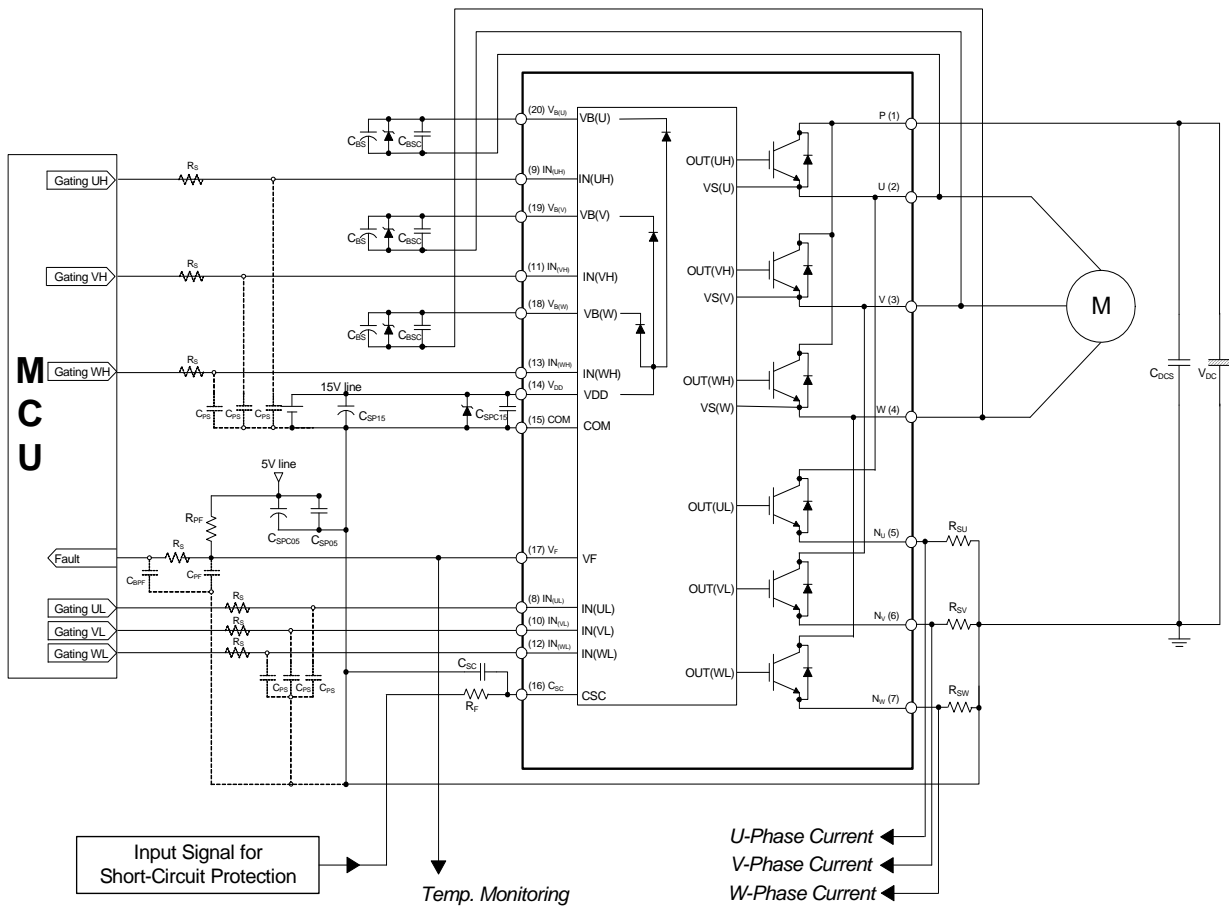 (20) VB(U)
VB(U)
P (1)
CBS
CBSC
OUT(UH)
RS
Gating UH
(9) IN(UH)
IN(UH)
VS(U)
U (2)
(19) VB(V)
VB(V)
CBS
CBSC
RS
Gating VH
(11) IN(VH)
IN(VH)
OUT(VH)
VS(V)
V (3)
M
(18) VB(W)
VB(W)
CBS
CBSC
RS
Gating WH
(13) IN(WH)
IN(WH)
OUT(WH)
CDCS
VDC
MCU
15V line
(14) VDD
VDD
VS(W)
W (4)
CPS
CPS
CPS
CSP15
CSPC15
(15) COM
COM
5V line
RPF
CSPC05
CSP05
OUT(UL)
RS
Fault
(17) VF
VF
NU (5)
RSU
CBPF
CPF
OUT(VL)
RS
Gating UL
(8) IN(UL)
IN(UL)
RS
Gating VL
(10) IN(VL)
IN(VL)
NV (6)
RSV
RS
Gating WL
(12) IN(WL)
IN(WL)
CSC
OUT(WL)
CPS
CPS
CPS
(16) CSC
CSC
RF
NW (7)
RSW
Input Signal for
Short-Circuit Protection
Temp. Monitoring
U-Phase Current
V-Phase Current
W-Phase Current